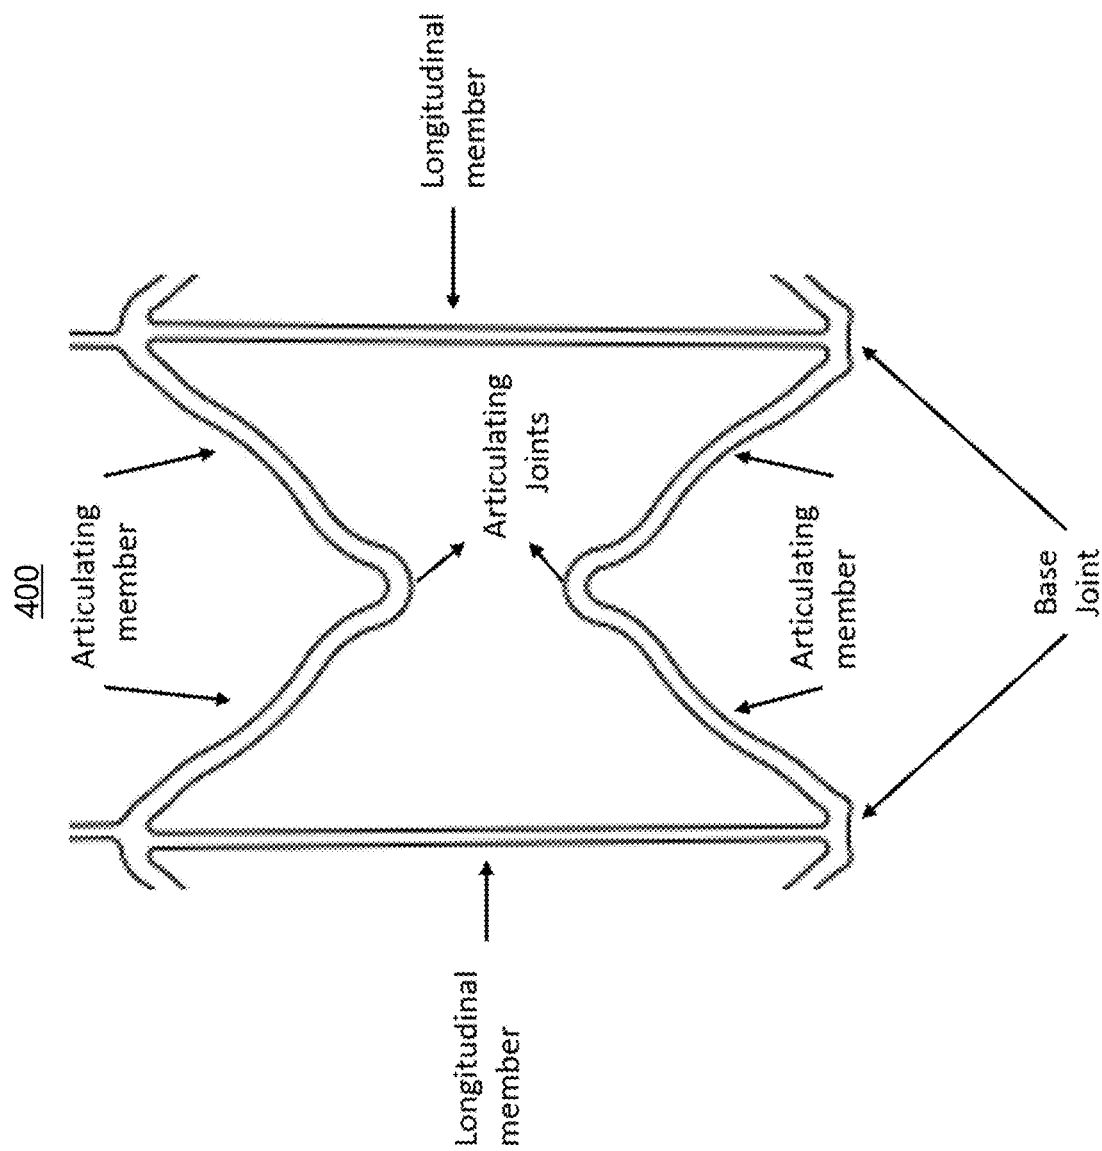 400
Articulating
member
Longitudinal
member
Articulating
Joints
Longitudinal
member
Articulating
member
Base
Joint